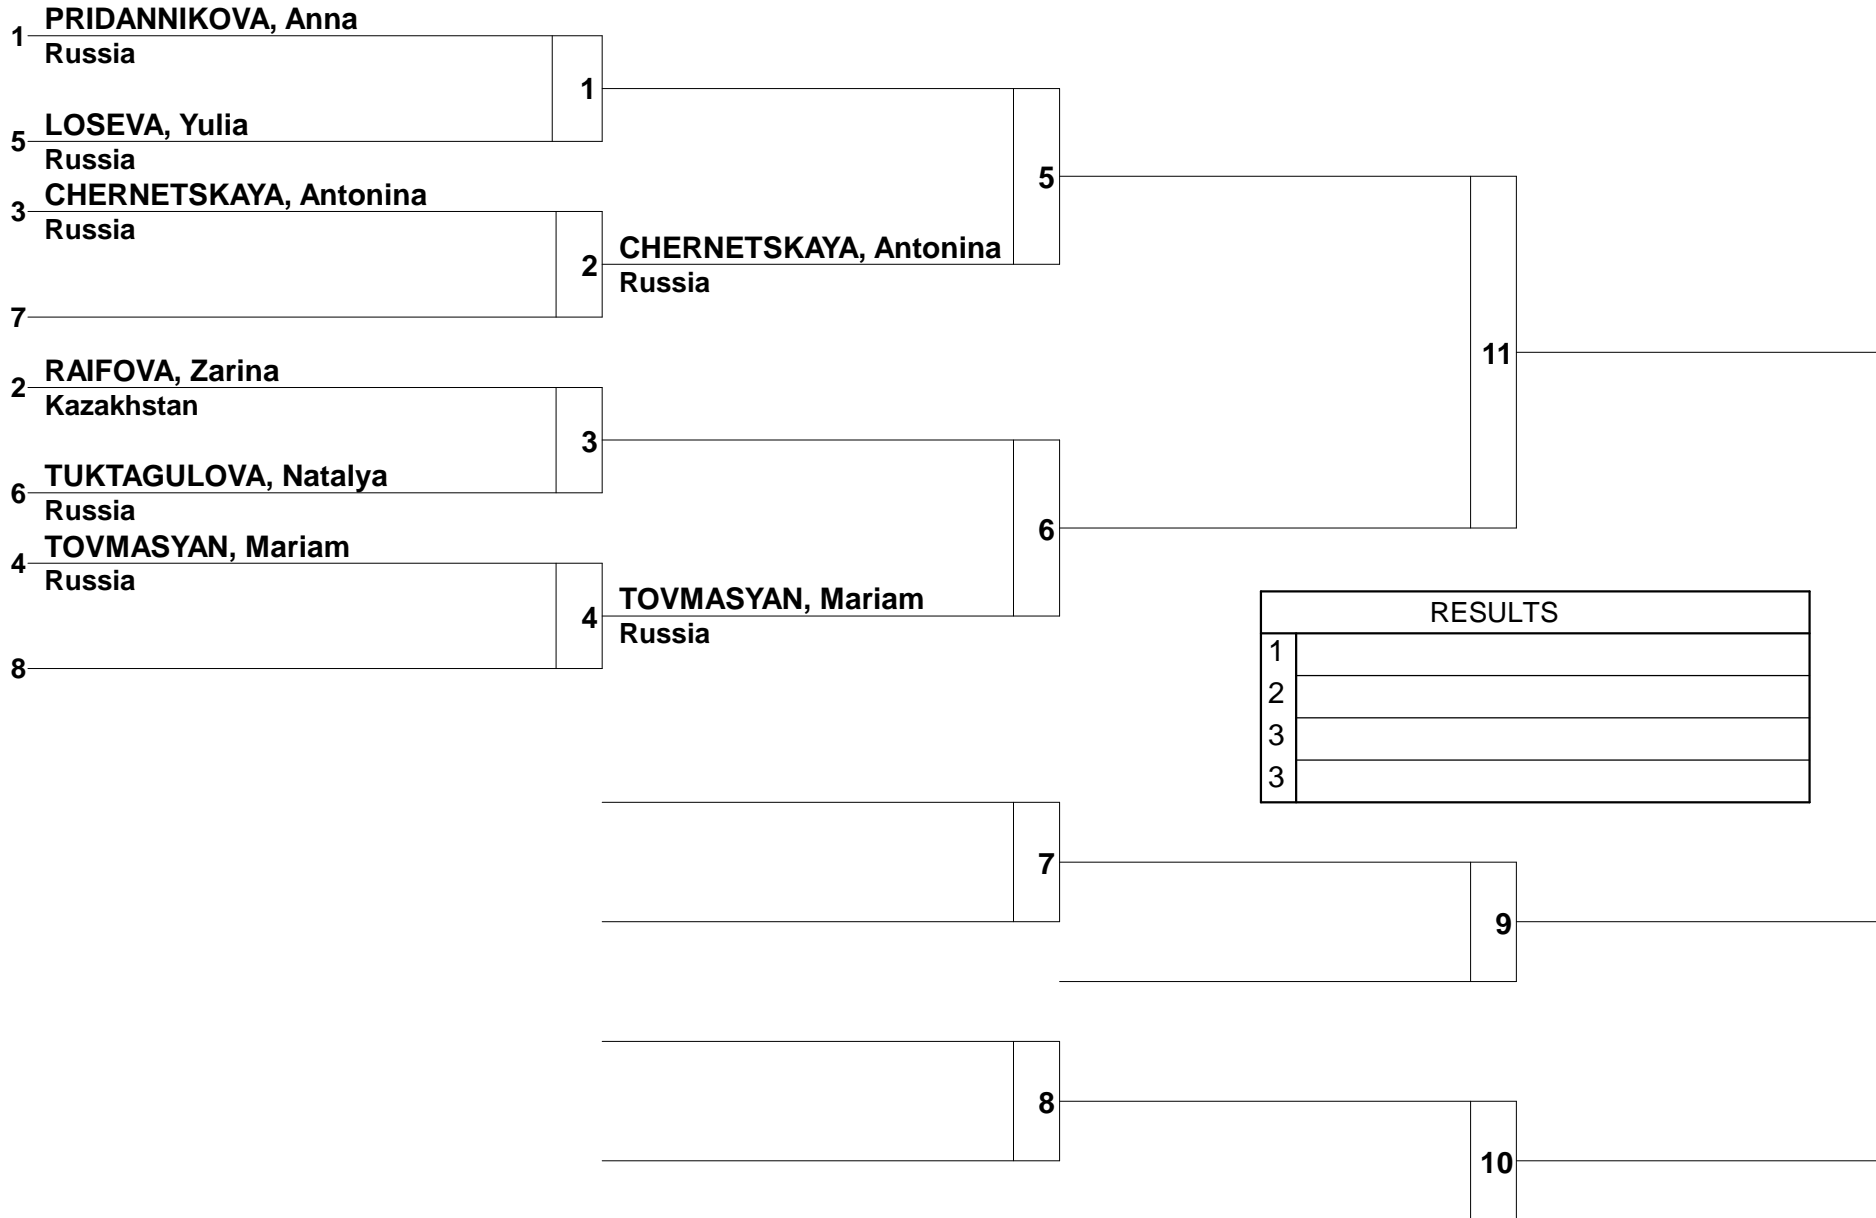 1 PRIDANNIKOVA, Anna
Russia
1
5 LOSEVA, Yulia
Russia
3 CHERNETSKAYA, Antonina
Russia
2
7
CHERNETSKAYA, Antonina
Russia
5
2 RAIFOVA, Zarina
Kazakhstan
3
6 TUKTAGULOVA, Natalya
Russia
4 TOVMASYAN, Mariam
Russia
4
8
TOVMASYAN, Mariam
Russia
6
11
RESULTS
1
2
3
3
7
9
8
10